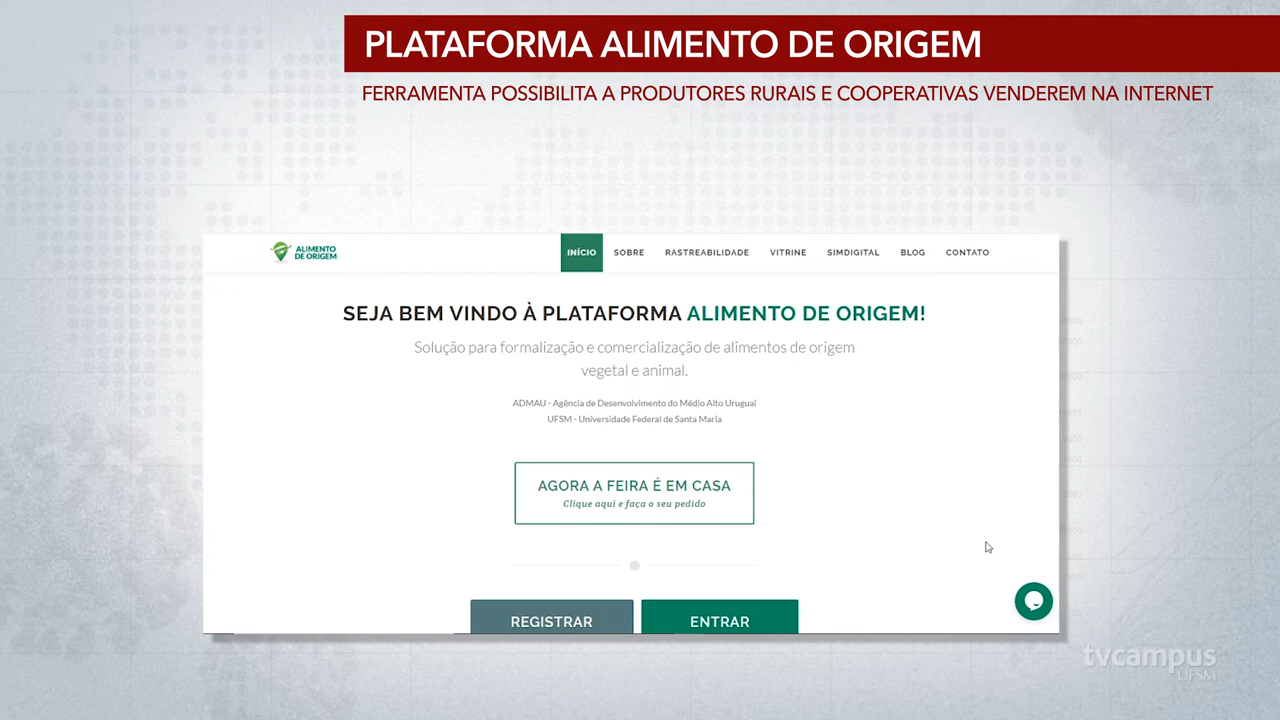 PLATAFORMA ALIMENTO DE ORIGEM
FERRAMENTA POSSIBILITA A PRODUTORES RURAIS E COOPERATIVAS VENDEREM NA INTERNET
ALIMENTO
DE ORIGEM
INÍCIO SOBRE RASTREABILIDADE VITRINE SIMDIGITAL BLOG CONTATO
SEJA BEM VINDO À PLATAFORMA ALIMENTO DE ORIGEM!
Solução para formalização e comercialização de alimentos de origem
vegetal e animal.
ADMAU - Agência de Desenvolvimento do Médio Alto Uruguai
UFSM - Universidade Federal de Santa Maria
AGORA A FEIRA É EM CASA
Clique aqui e faça o seu pedido
REGISTRAR ENTRAR
tvcampus
UFSM